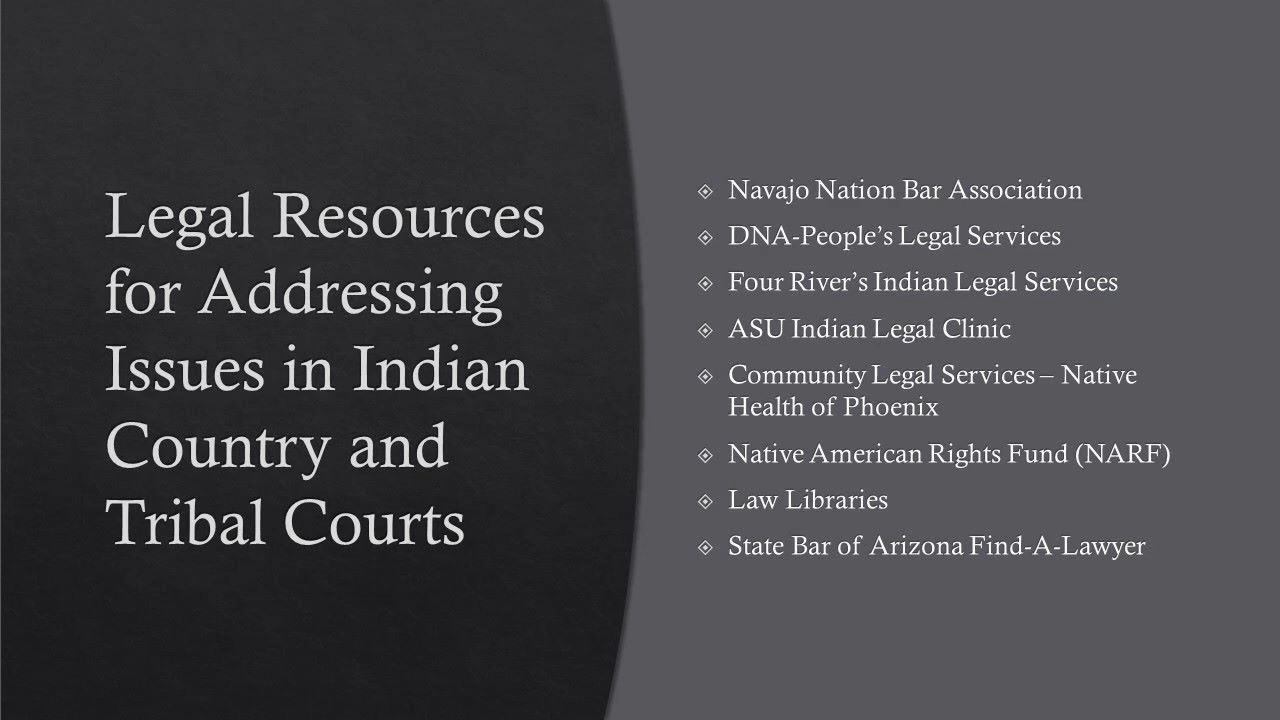 Legal Resources
for Addressing
Issues in Indian
Country and
Tribal Courts
Navajo Nation Bar Association
DNA-People’s Legal Services
Four River’s Indian Legal Services
ASU Indian Legal Clinic
Community Legal Services – Native
Health of Phoenix
Native American Rights Fund (NARF)
Law Libraries
State Bar of Arizona Find-A-Lawyer